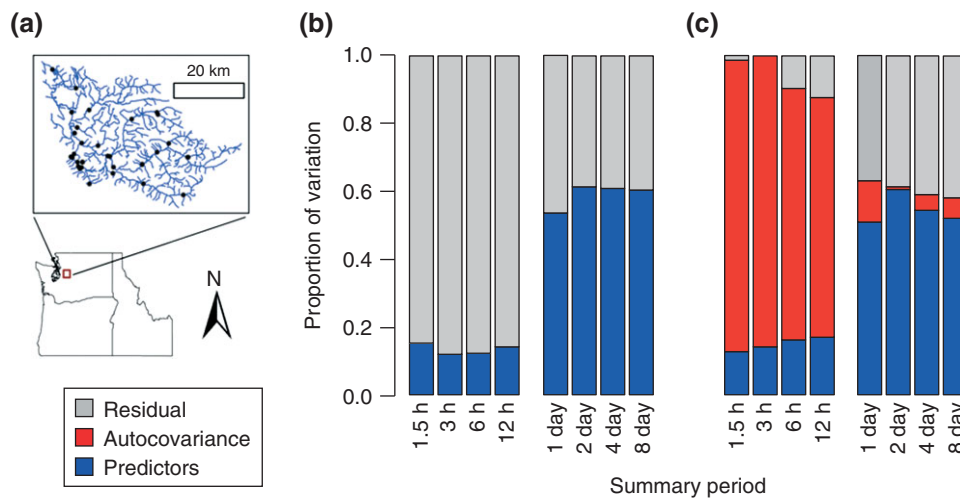 (a)
20 km
N
Residual
Autocovariance
Predictors
(b)
Proportion of variation
1.0
0.8
0.6
0.4
0.2
0.0
1.5 h
3 h
6 h
12 h
1 day
2 day
4 day
8 day
(c)
1.5 h
3 h
6 h
12 h
1 day
2 day
4 day
8 day
Summary period